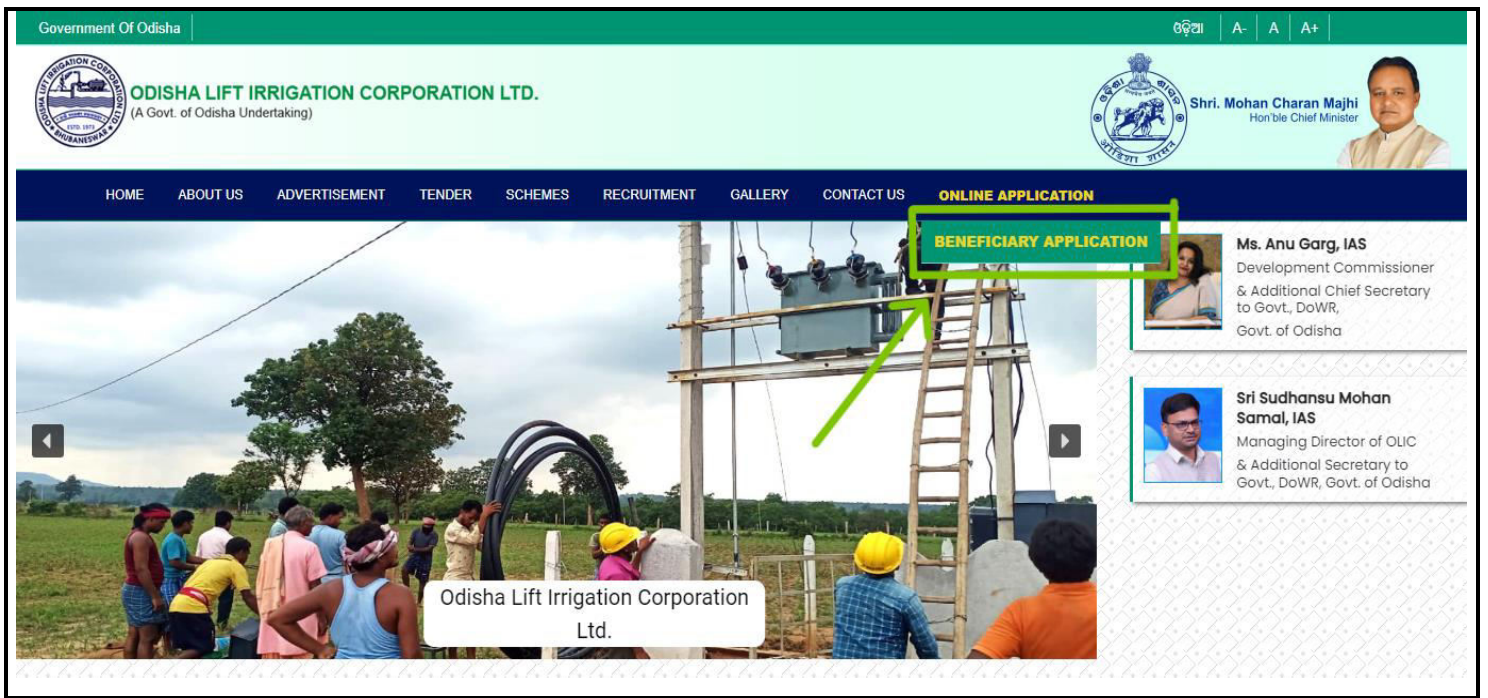 Government Of Odisha
ଓଡ଼ିଆ A- A A+
ODISHA LIFT IRRIGATION CORPORATION LTD.
(A Govt. of Odisha Undertaking)
Shri. Mohan Charan Majhi
Hon'ble Chief Minister
HOME ABOUT US ADVERTISEMENT TENDER SCHEMES RECRUITMENT GALLERY CONTACT US ONLINE APPLICATION
BENEFICIARY APPLICATION
Ms. Anu Garg, IAS
Development Commissioner
& Additional Chief Secretary
to Govt., DoWR,
Govt. of Odisha
Sri Sudhansu Mohan
Samal, IAS
Managing Director of OLIC
& Additional Secretary to
Govt., DoWR, Govt. of Odisha
Odisha Lift Irrigation Corporation
Ltd.